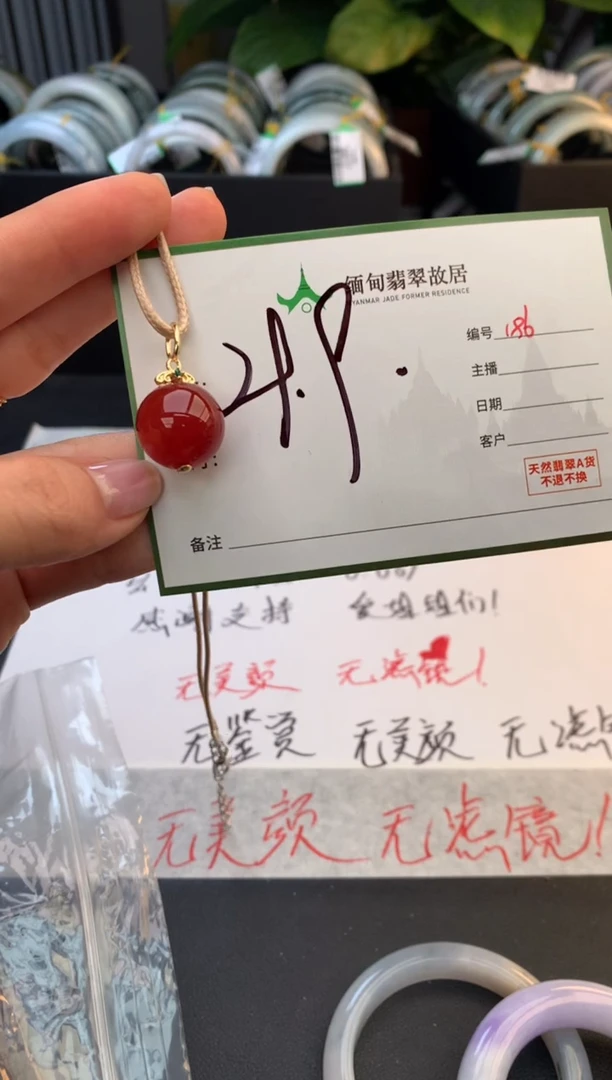 缅甸翡翠故居
MYANMAR JADE FORMER RESIDENCE
编号 186
主播
日期
客户
天然翡翠A货
不退不换
备注
支持
无美颜 无滤镜!
无鉴赏 无美颜 无滤
无美颜 无滤镜!